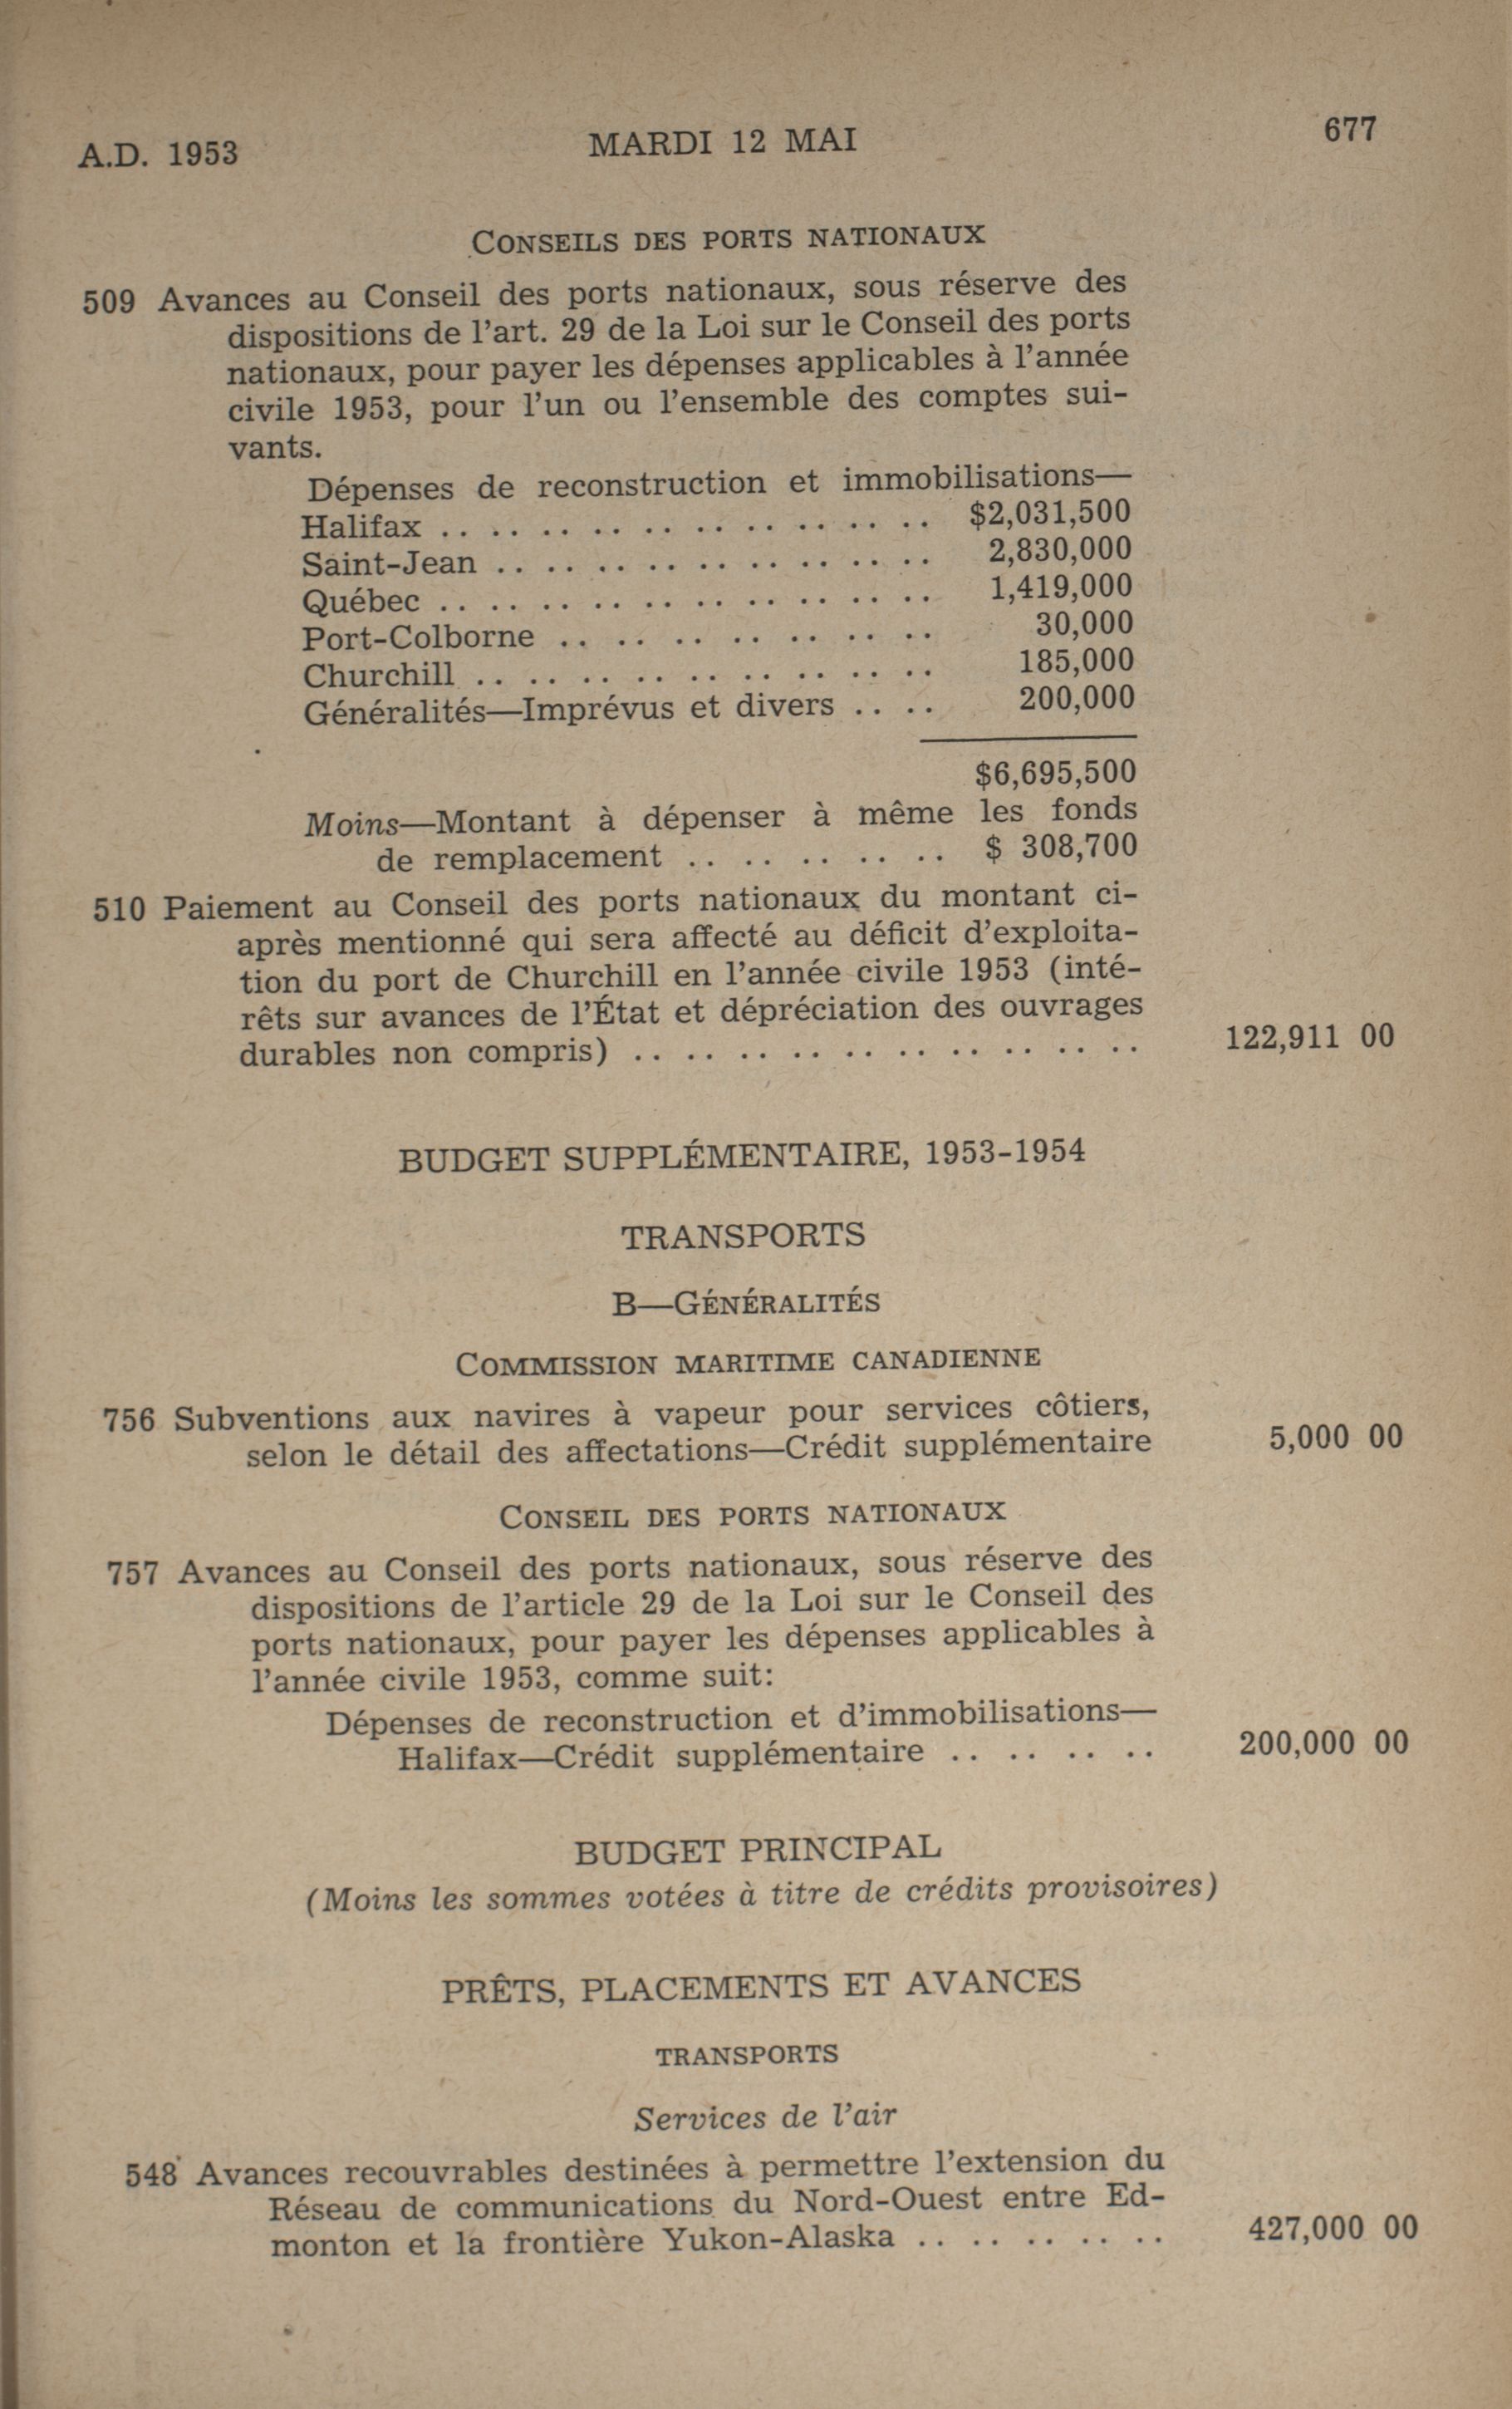 A.D. 1953 MARDI 12 MAI 677
CONSEILS DES PORTS NATIONAUX
509 Avances au Conseil des ports nationaux, sous réserve des
dispositions de l'art. 29 de la Loi sur le Conseil des ports
nationaux, pour payer les dépenses applicables à l'année
civile 1953, pour l'un ou l'ensemble des comptes sui-
vants.
Dépenses de reconstruction et immobilisations—
Halifax .. .. .. .. .. .. .. .. .. .. $2,031,500
Saint-Jean .. .. .. .. .. .. .. .. .. 2,830,000
Québec .. .. .. .. .. .. .. .. .. .. 1,419,000
Port-Colborne .. .. .. .. .. .. .. 30,000
Churchill .. .. .. .. .. .. .. .. .. 185,000
Généralités—Imprévus et divers .. .. 200,000
$6,695,500
Moins—Montant à dépenser à même les fonds
de remplacement .. .. .. .. .. $ 308,700
510 Paiement au Conseil des ports nationaux du montant ci-
après mentionné qui sera affecté au déficit d'exploita-
tion du port de Churchill en l'année civile 1953 (inté-
rêts sur avances de l'État et dépréciation des ouvrages
durables non compris) .. .. .. .. .. .. .. .. .. .. 122,911 00
BUDGET SUPPLÉMENTAIRE, 1953-1954
TRANSPORTS
B—GÉNÉRALITÉS
COMMISSION MARITIME CANADIENNE
756 Subventions aux navires à vapeur pour services côtiers,
selon le détail des affectations—Crédit supplémentaire 5,000 00
CONSEIL DES PORTS NATIONAUX
757 Avances au Conseil des ports nationaux, sous réserve des
dispositions de l'article 29 de la Loi sur le Conseil des
ports nationaux, pour payer les dépenses applicables à
l'année civile 1953, comme suit:
Dépenses de reconstruction et d'immobilisations—
Halifax—Crédit supplémentaire .. .. .. .. 200,000 00
BUDGET PRINCIPAL
(Moins les sommes votées à titre de crédits provisoires)
PRÊTS, PLACEMENTS ET AVANCES
TRANSPORTS
Services de l'air
548 Avances recouvrables destinées à permettre l'extension du
Réseau de communications du Nord-Ouest entre Ed-
monton et la frontière Yukon-Alaska .. .. .. .. .. 427,000 00